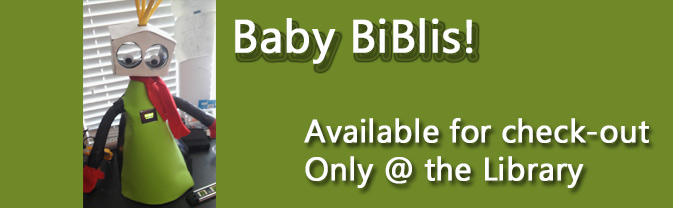 Baby BiBlis!
Available for check-out
Only @ the Library